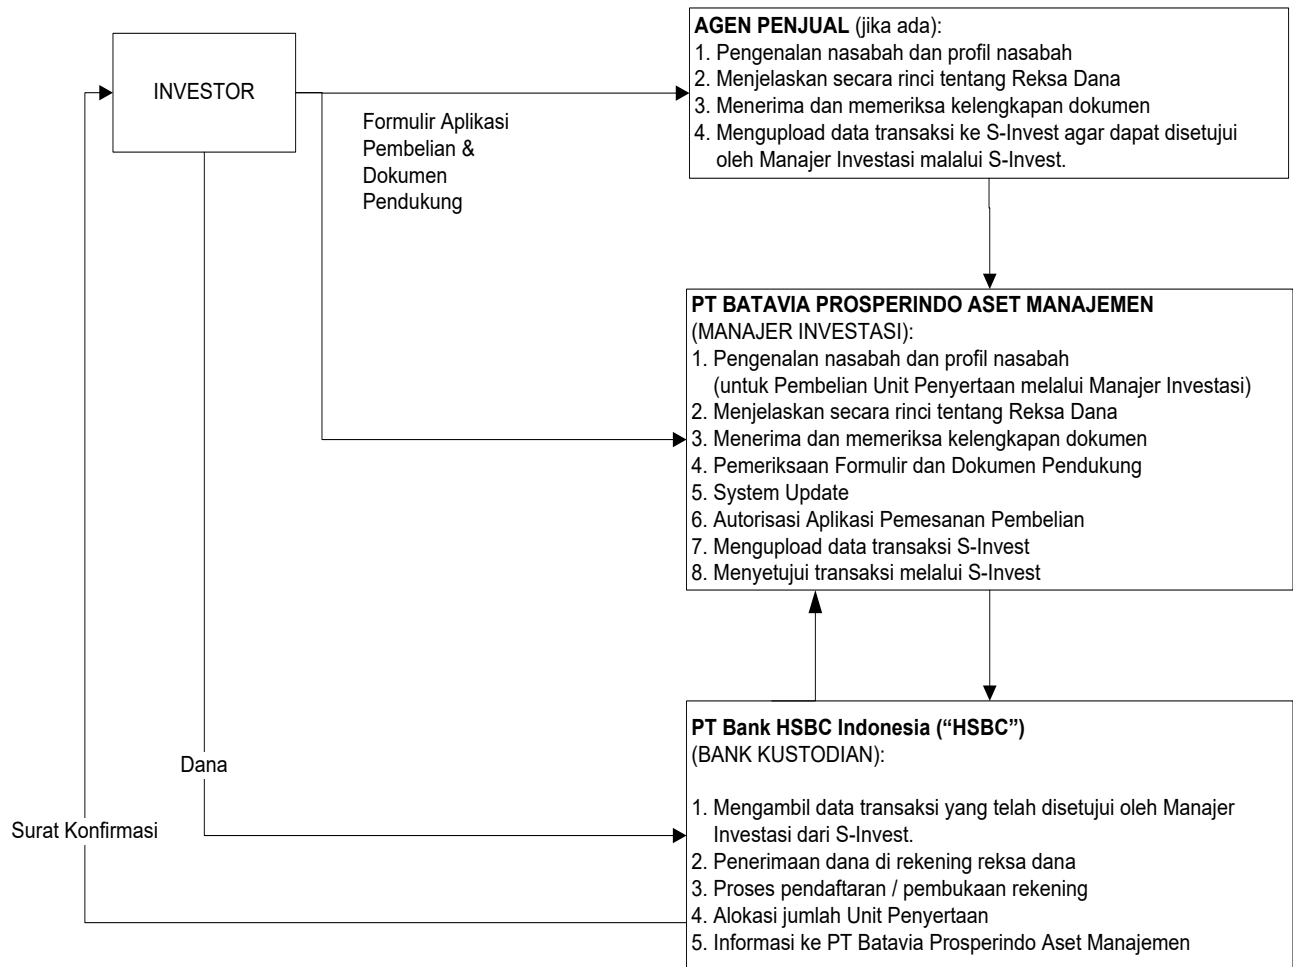 AGEN PENJUAL (jika ada):
1. Pengenalan nasabah dan profil nasabah
2. Menjelaskan secara rinci tentang Reksa Dana
3. Menerima dan memeriksa kelengkapan dokumen
4. Mengupload data transaksi ke S-Invest agar dapat disetujui
oleh Manajer Investasi malalui S-Invest.
INVESTOR
Formulir Aplikasi
Pembelian &
Dokumen
Pendukung
PT BATAVIA PROSPERINDO ASET MANAJEMEN
(MANAJER INVESTASI):
1. Pengenalan nasabah dan profil nasabah
(untuk Pembelian Unit Penyertaan melalui Manajer Investasi)
2. Menjelaskan secara rinci tentang Reksa Dana
3. Menerima dan memeriksa kelengkapan dokumen
4. Pemeriksaan Formulir dan Dokumen Pendukung
5. System Update
6. Autorisasi Aplikasi Pemesanan Pembelian
7. Mengupload data transaksi S-Invest
8. Menyetujui transaksi melalui S-Invest
Dana
Surat Konfirmasi
PT Bank HSBC Indonesia (“HSBC”)
(BANK KUSTODIAN):
1. Mengambil data transaksi yang telah disetujui oleh Manajer
Investasi dari S-Invest.
2. Penerimaan dana di rekening reksa dana
3. Proses pendaftaran / pembukaan rekening
4. Alokasi jumlah Unit Penyertaan
5. Informasi ke PT Batavia Prosperindo Aset Manajemen